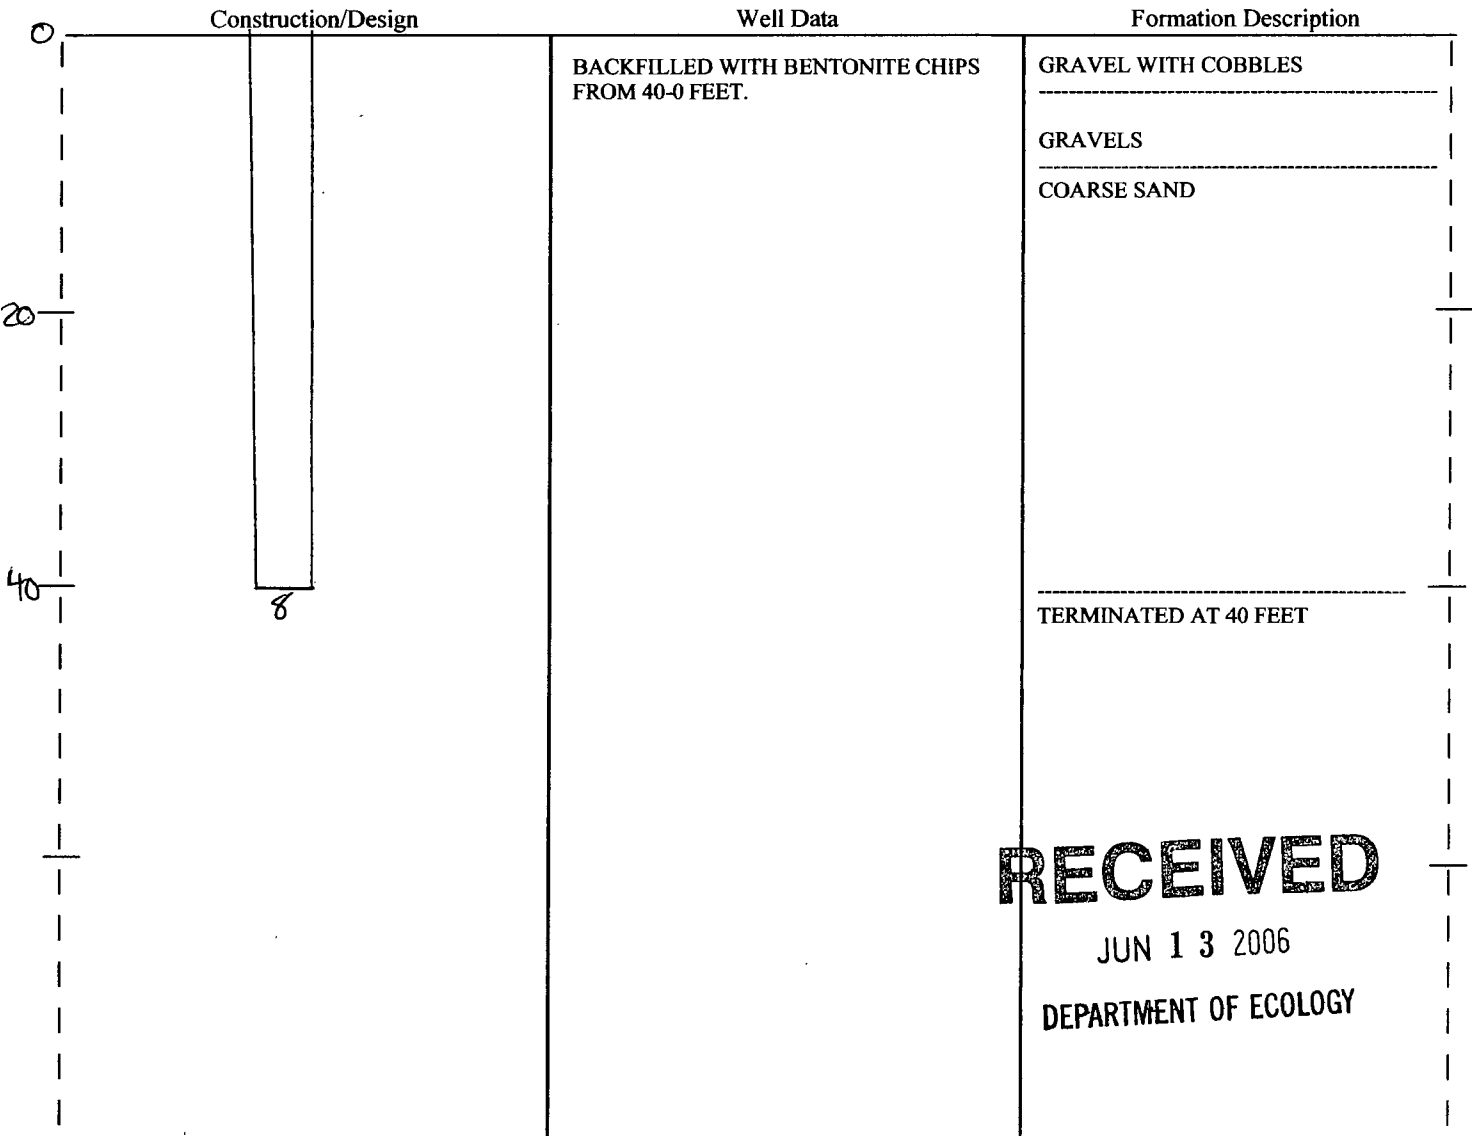 Construction/Design Well Data Formation Description
0
BACKFILLED WITH BENTONITE CHIPS
FROM 40-0 FEET.
GRAVEL WITH COBBLES
GRAVELS
COARSE SAND
20
40
8
TERMINATED AT 40 FEET
RECEIVED
JUN 13 2006
DEPARTMENT OF ECOLOGY